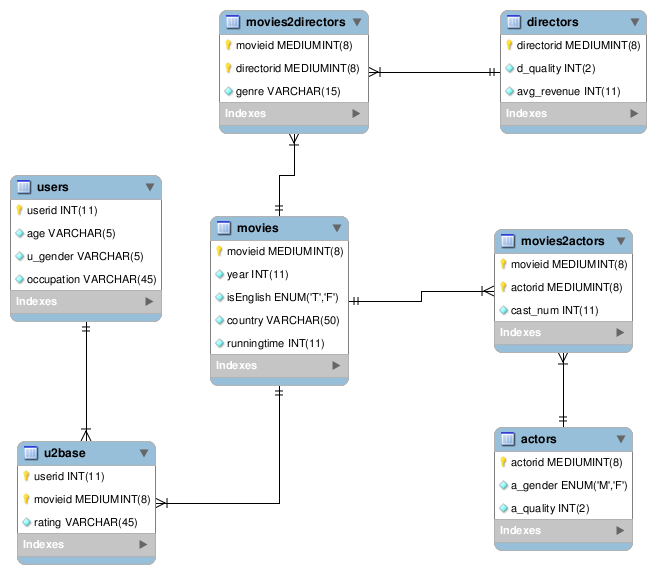 movies2directors
movieid MEDIUMINT(8)
directorid MEDIUMINT(8)
genre VARCHAR(15)
Indexes
directors
directorid MEDIUMINT(8)
d_quality INT(2)
avg_revenue INT(11)
Indexes
users
userid INT(11)
age VARCHAR(5)
u_gender VARCHAR(5)
occupation VARCHAR(45)
Indexes
movies
movieid MEDIUMINT(8)
year INT(11)
isEnglish ENUM('T','F')
country VARCHAR(50)
runningtime INT(11)
Indexes
movies2actors
movieid MEDIUMINT(8)
actorid MEDIUMINT(8)
cast_num INT(11)
Indexes
u2base
userid INT(11)
movieid MEDIUMINT(8)
rating VARCHAR(45)
Indexes
actors
actorid MEDIUMINT(8)
a_gender ENUM('M','F')
a_quality INT(2)
Indexes